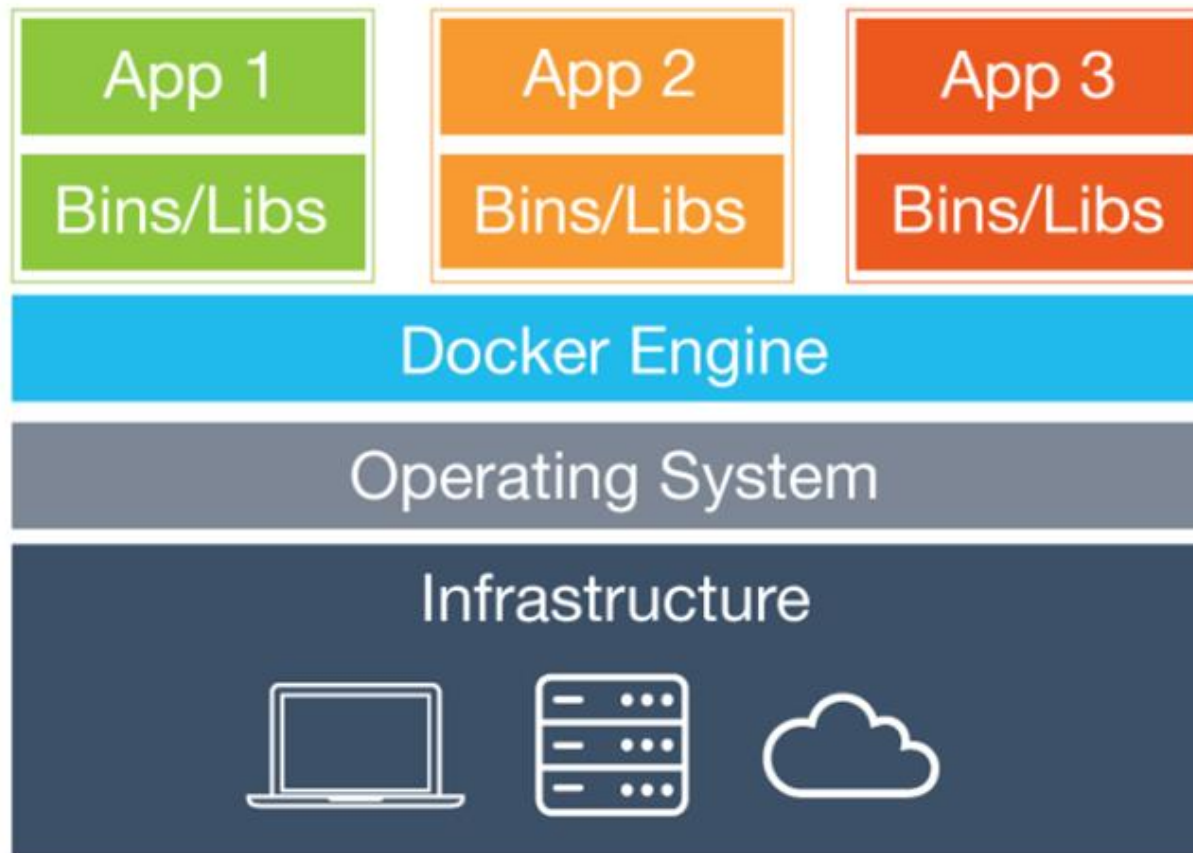 App 1
App 2
App 3
Bins/Libs
Bins/Libs
Bins/Libs
Docker Engine
Operating System
Infrastructure